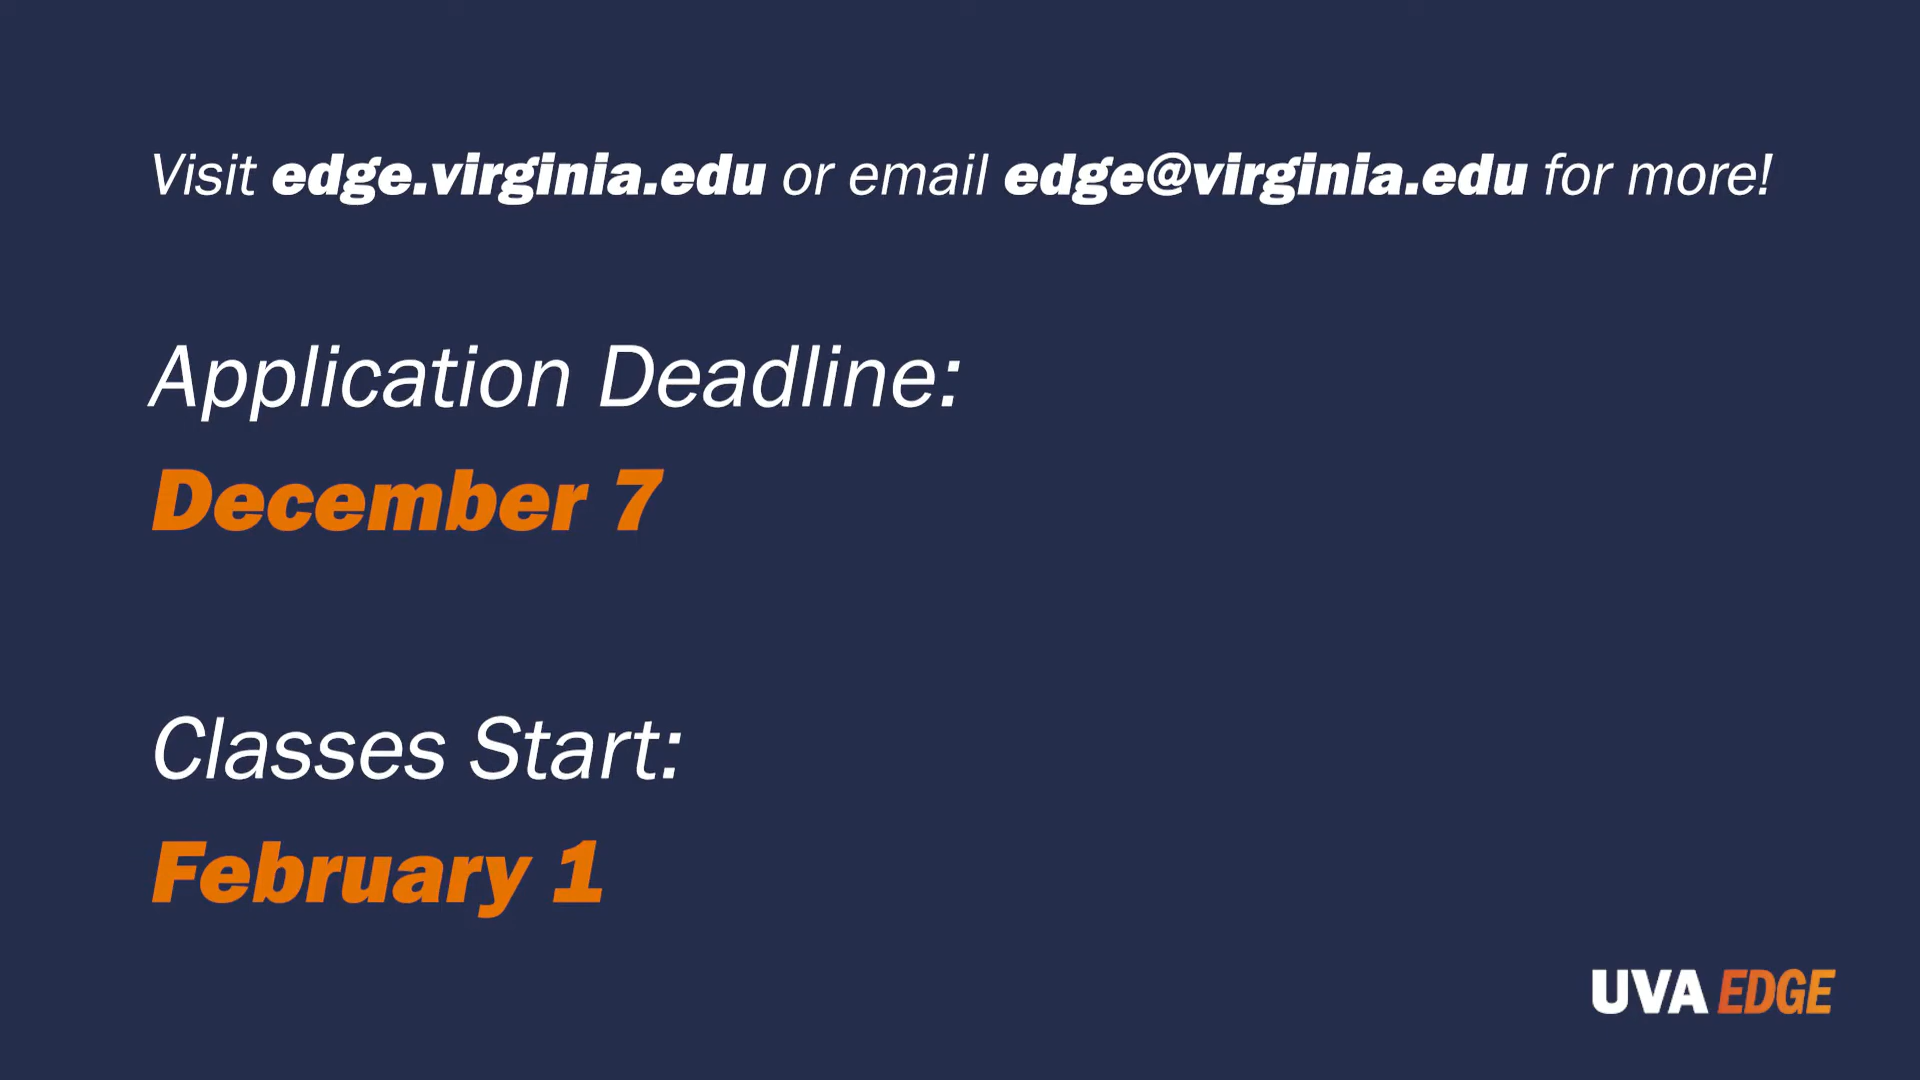 Visit edge.virginia.edu or email edge@virginia.edu for more!
Application Deadline:
December 7
Classes Start:
February 1
UVA EDGE